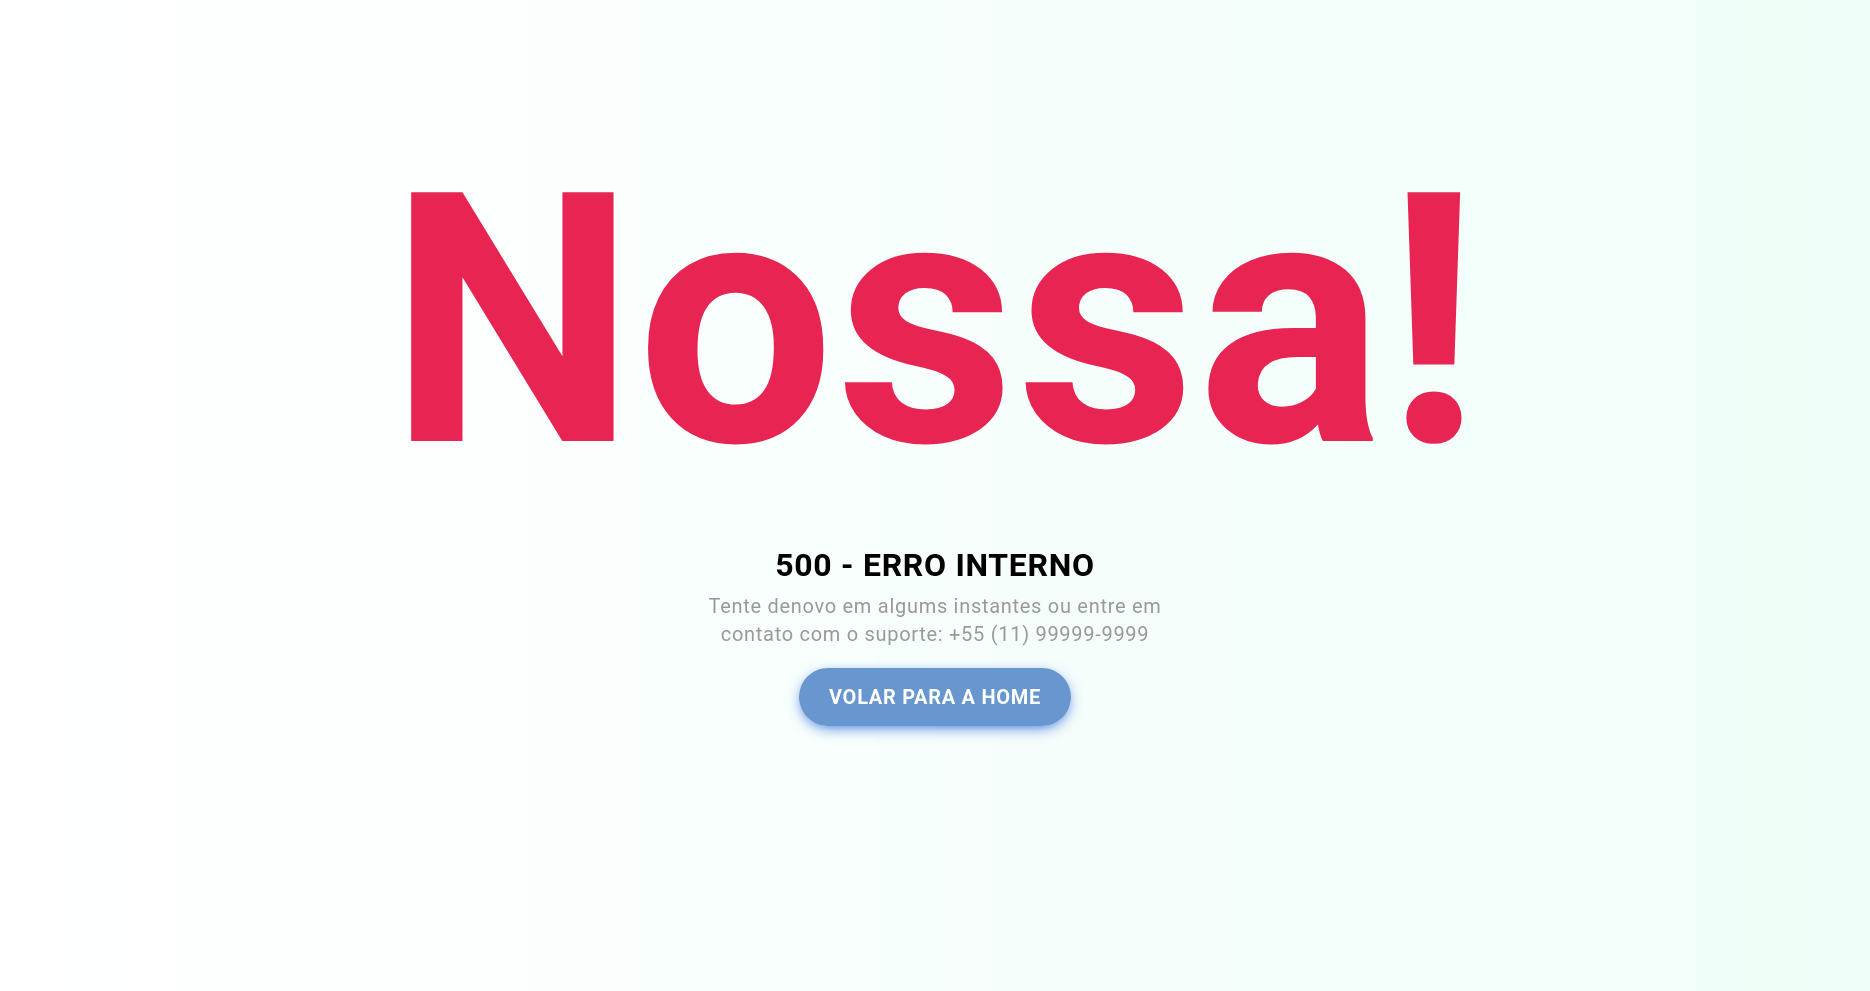 Nossa!
500 - ERRO INTERNO
Tente denovo em algums instantes ou entre em
contato com o suporte: +55 (11) 99999-9999
VOLAR PARA A HOME